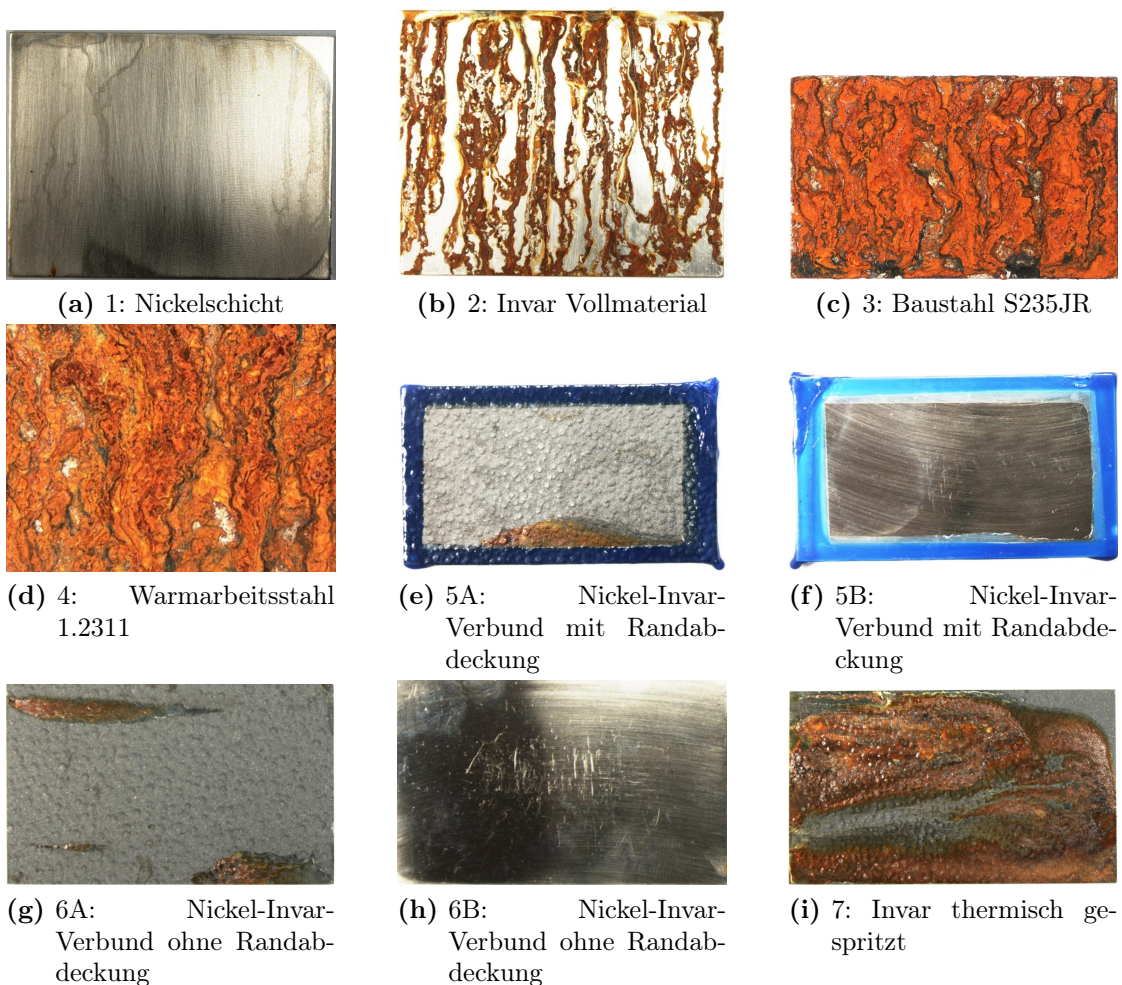 (a) 1: Nickelschicht
(b) 2: Invar Vollmaterial
(c) 3: Baustahl S235JR
(d) 4: Warmarbeitsstahl
1.2311
(e) 5A: Nickel-Invar-
Verbund mit Randab-
deckung
(f) 5B: Nickel-Invar-
Verbund mit Randabde-
ckung
(g) 6A: Nickel-Invar-
Verbund ohne Randab-
deckung
(h) 6B: Nickel-Invar-
Verbund ohne Randab-
deckung
(i) 7: Invar thermisch ge-
spritzt